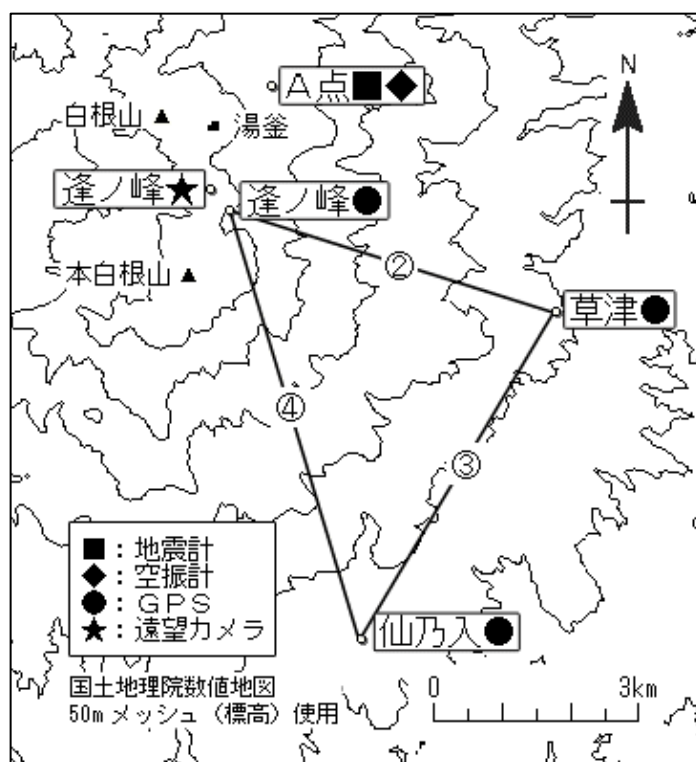 A点■◆
N
白根山▲
湯釜
逢ノ峰★
逢ノ峰●
②
本白根山▲
草津●
④
③
■：地震計
◆：空振計
●：GPS
★：遠望カメラ
仙乃入●
国土地理院数値地図
50mメッシュ（標高）使用
0 3km